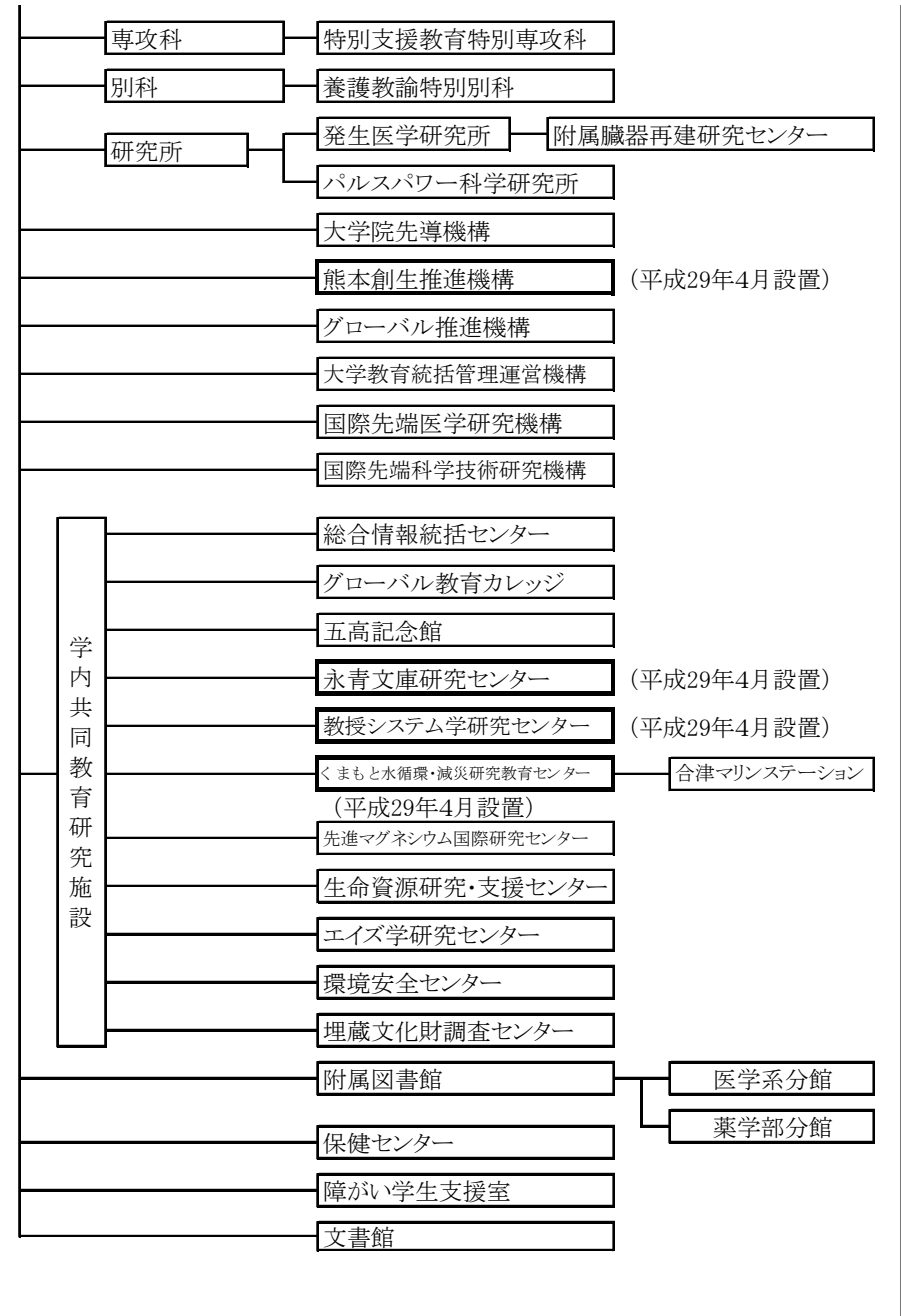 専攻科
特別支援教育特別専攻科
別科
養護教諭特別別科
研究所
発生医学研究所
附属臓器再建研究センター
パルスパワー科学研究所
大学院先導機構
熊本創生推進機構
(平成29年4月設置)
グローバル推進機構
大学教育統括管理運営機構
国際先端医学研究機構
国際先端科学技術研究機構
学内共同教育研究施設
総合情報統括センター
グローバル教育カレッジ
五高記念館
永青文庫研究センター
(平成29年4月設置)
教授システム学研究センター
(平成29年4月設置)
くまもと水循環・減災研究教育センター
合津マリンステーション
(平成29年4月設置)
先進マグネシウム国際研究センター
生命資源研究・支援センター
エイズ学研究センター
環境安全センター
埋蔵文化財調査センター
附属図書館
医学系分館
薬学部分館
保健センター
障がい学生支援室
文書館